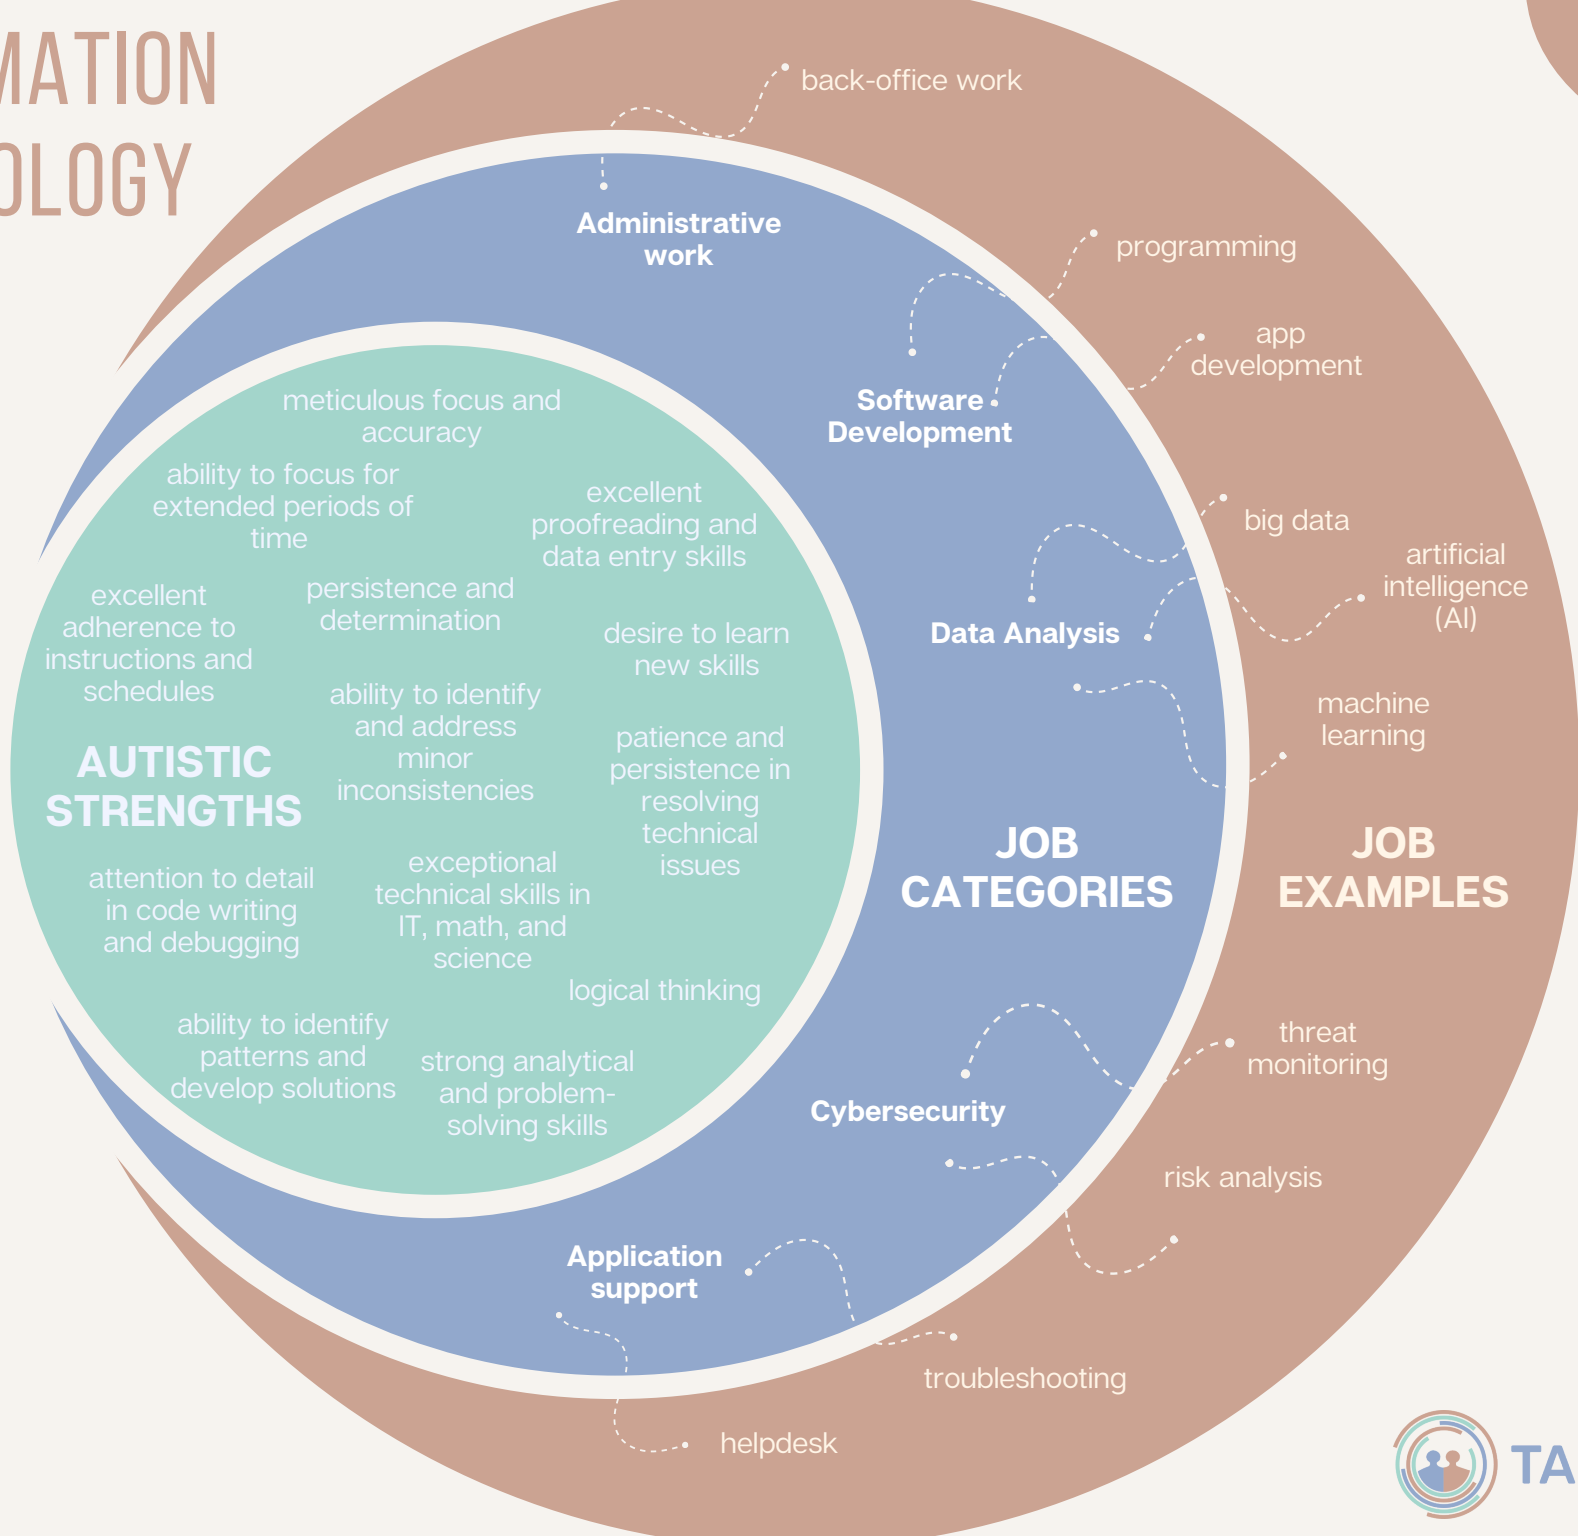 MATION
OLOGY
back-office work
Administrative
work
programming
app
development
Software
Development
big data
artificial
intelligence
(AI)
Data Analysis
machine
learning
JOB
CATEGORIES
JOB
EXAMPLES
threat
monitoring
Cybersecurity
risk analysis
Application
support
troubleshooting
helpdesk
meticulous focus and
accuracy
ability to focus for
extended periods of
time
excellent
proofreading and
data entry skills
excellent
adherence to
instructions and
schedules
persistence and
determination
desire to learn
new skills
ability to identify
and address
minor
inconsistencies
patience and
persistence in
resolving
technical
issues
AUTISTIC
STRENGTHS
attention to detail
in code writing
and debugging
exceptional
technical skills in
IT, math, and
science
logical thinking
ability to identify
patterns and
develop solutions
strong analytical
and problem-
solving skills
TA